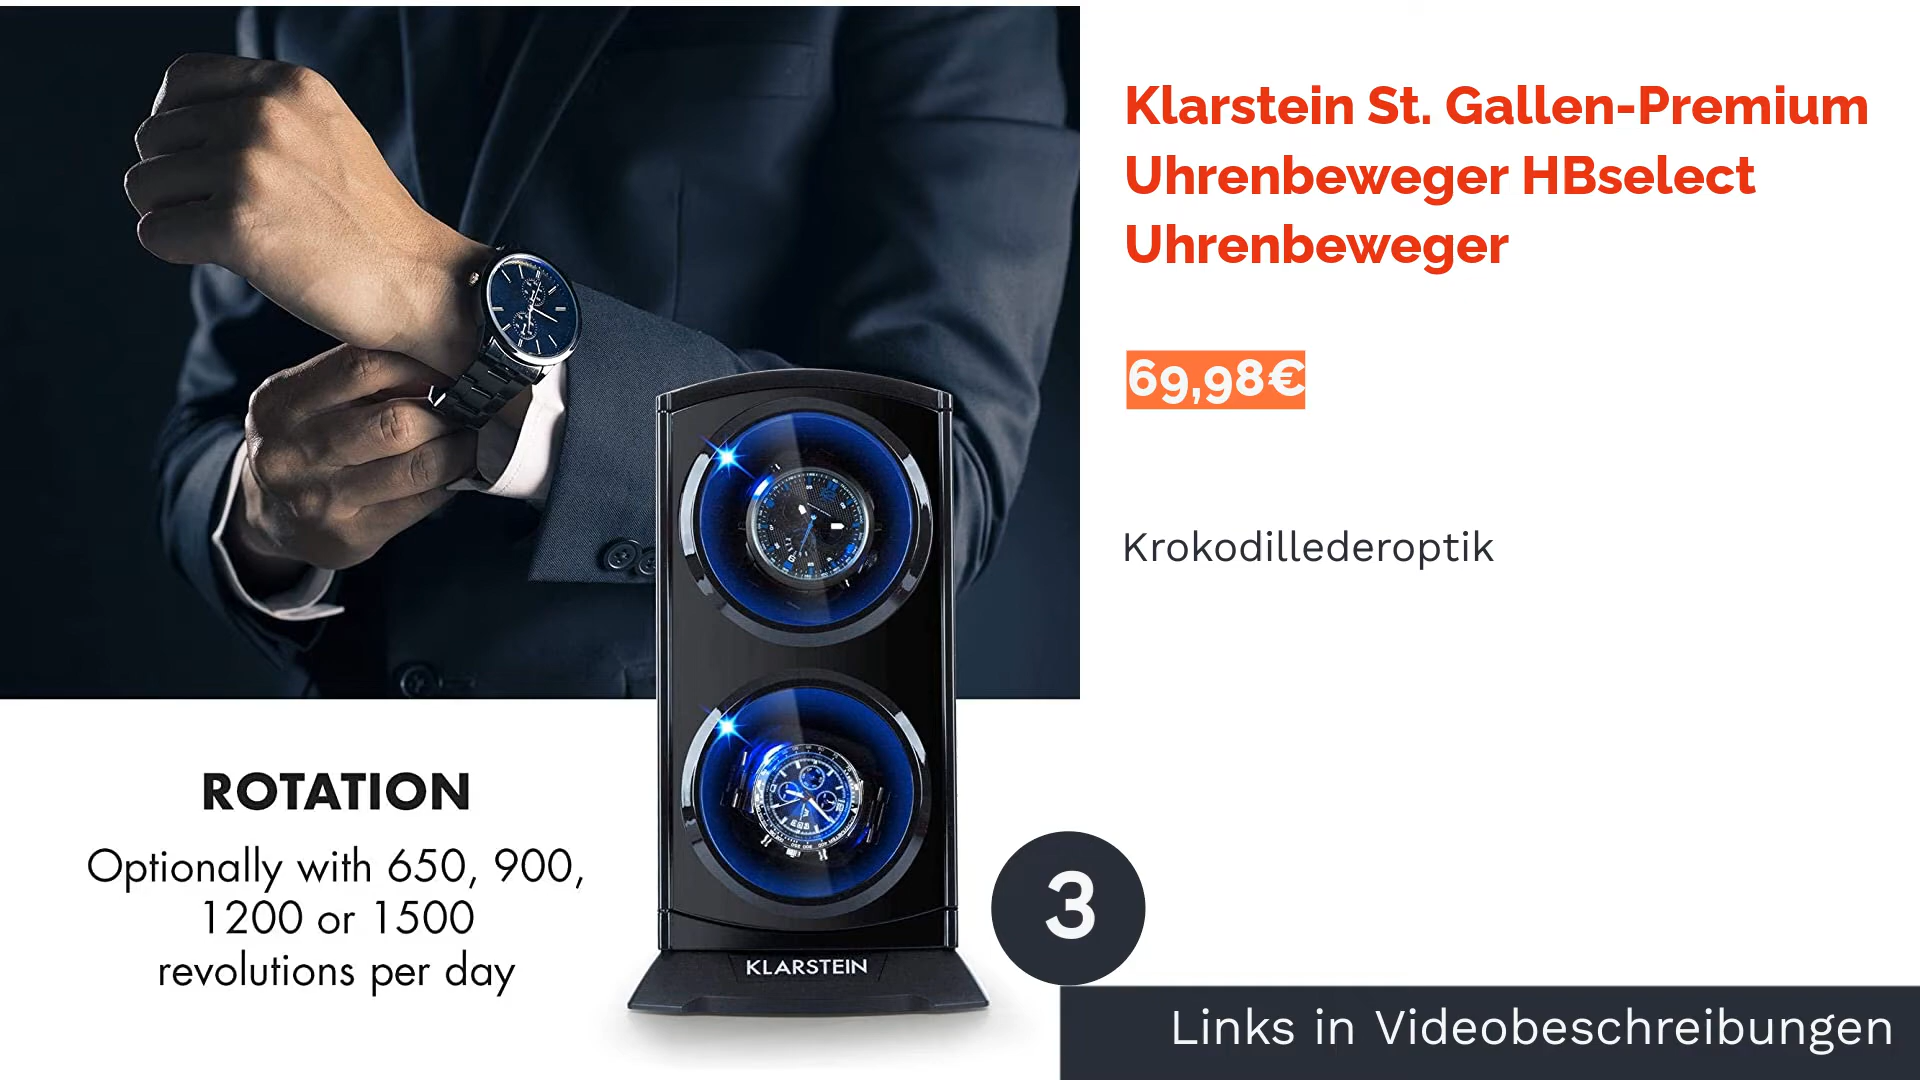 Klarstein St. Gallen-Premium
Uhrenbeweger HBselect
Uhrenbeweger
69,98€
Krokodillederoptik
ROTATION
Optionally with 650, 900,
1200 or 1500
revolutions per day
KLARSTEIN
3
Links in Videobeschreibungen